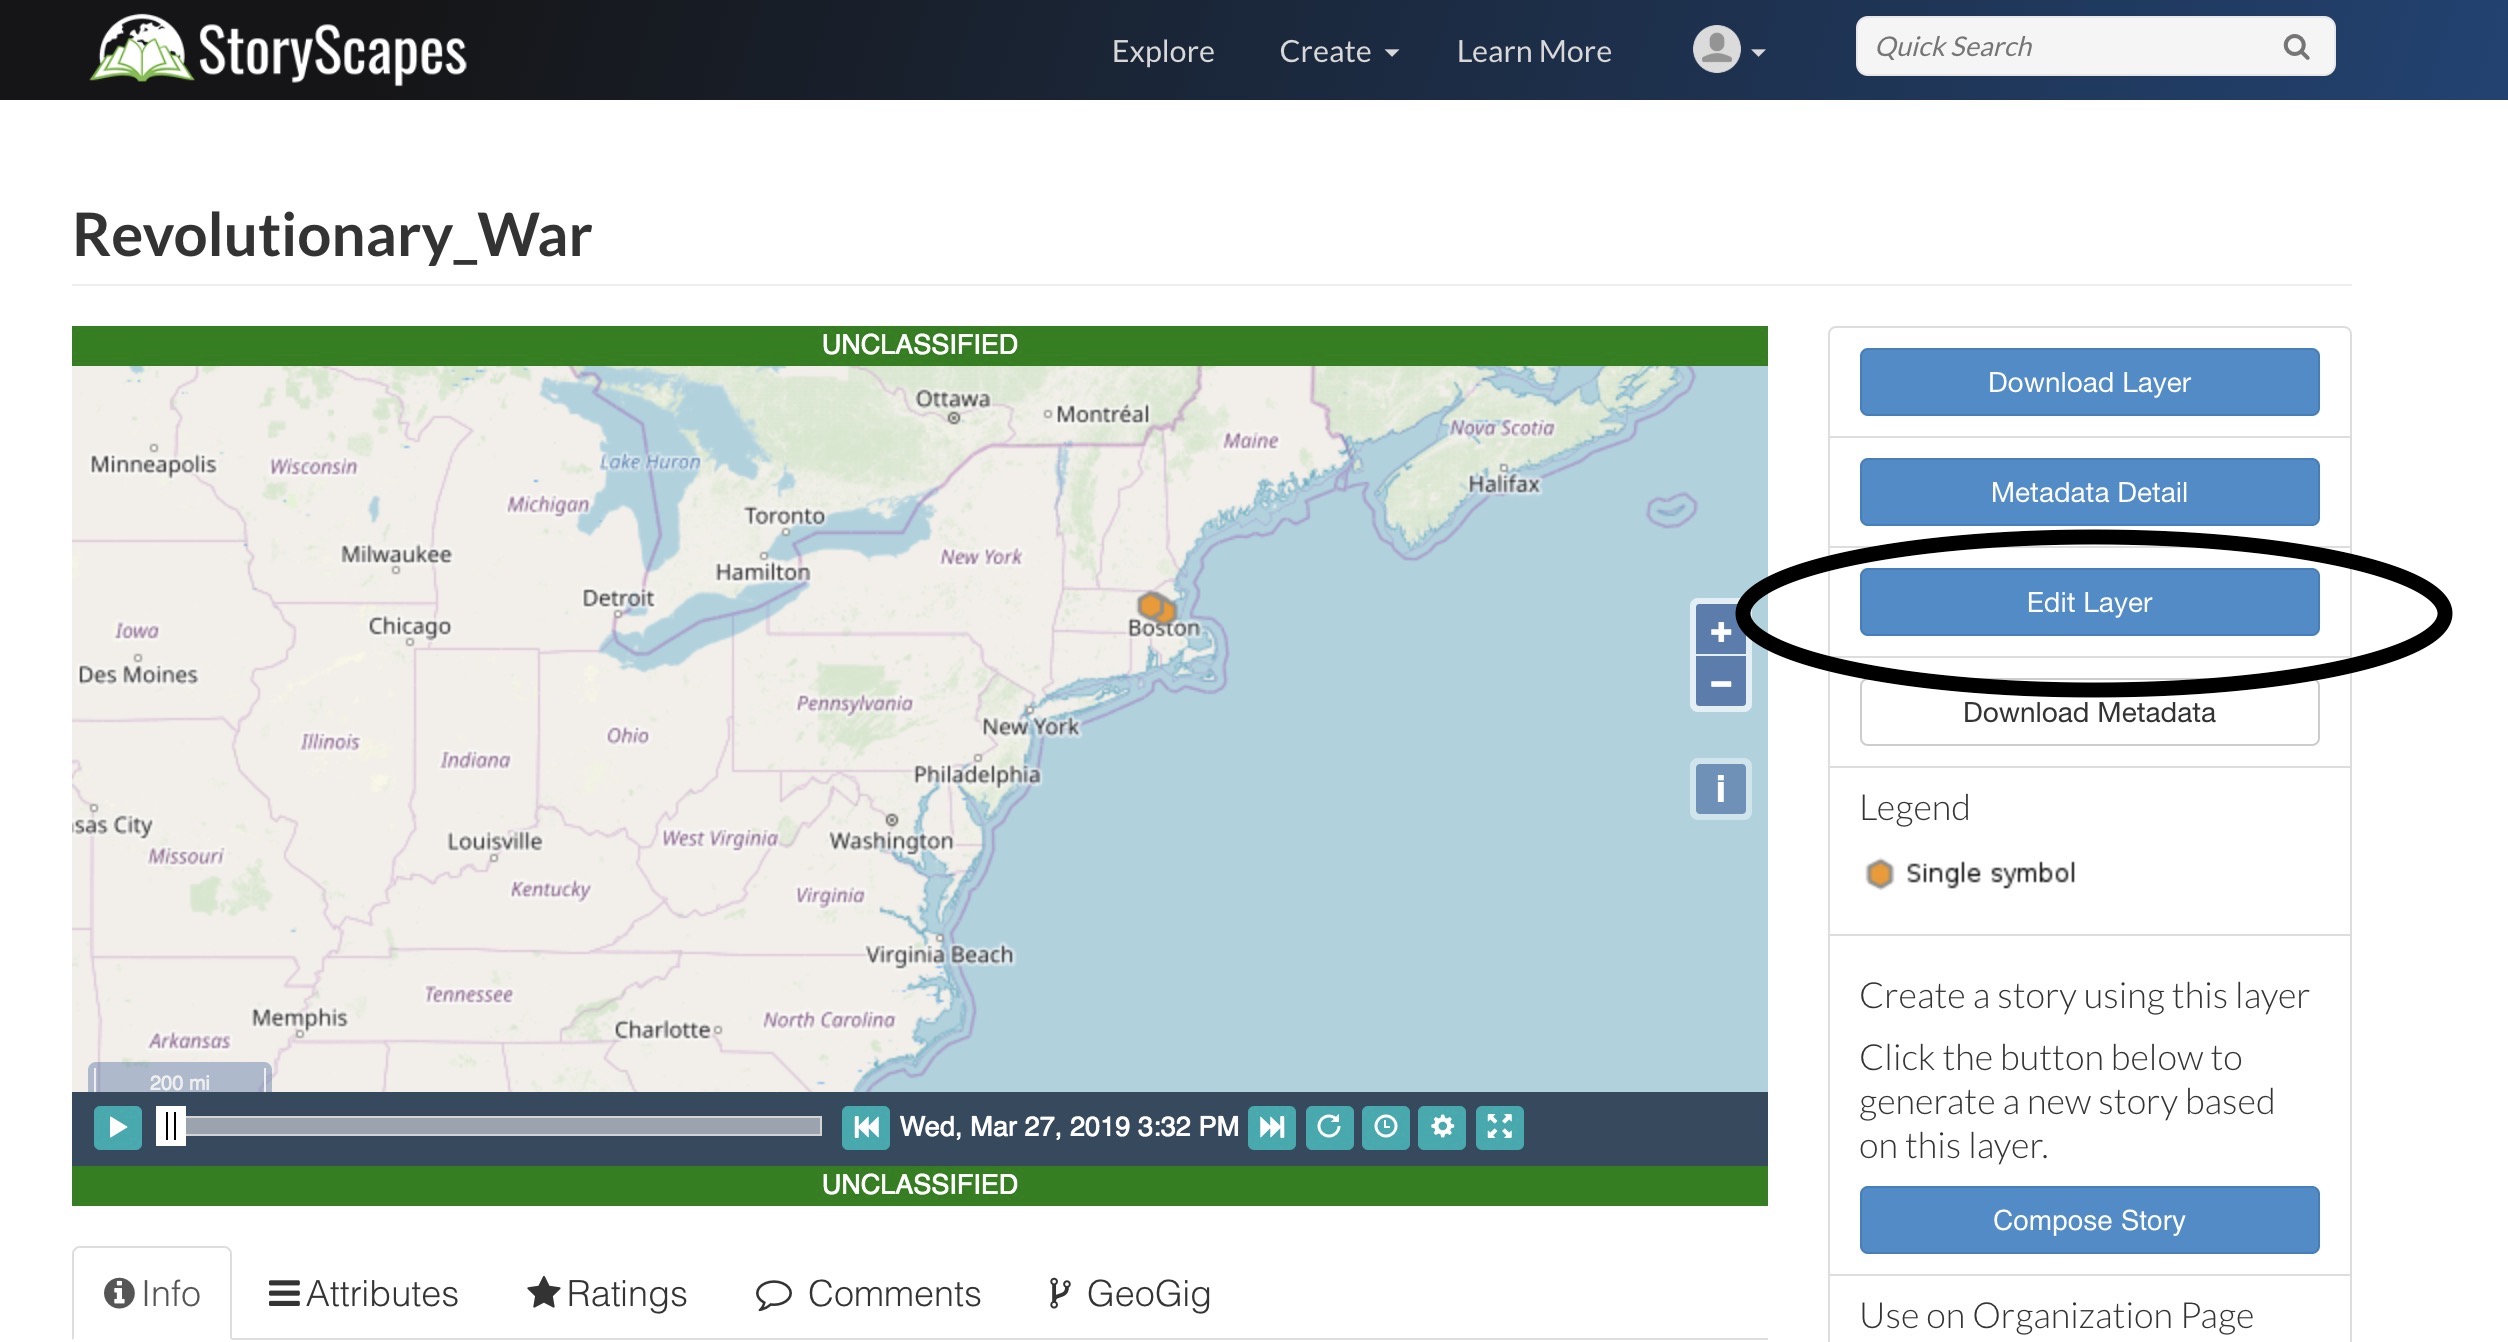 StoryScapes
Explore Create Learn More Quick Search
Revolutionary_War
UNCLASSIFIED
Ottawa
Montréal
Maine
Nova Scotia
Minneapolis
Wisconsin
Lake Huron
Halifax
Michigan
Toronto
Milwaukee
New York
Hamilton
Detroit
Chicago
Boston
Iowa
Des Moines
Pennsylvania
New York
Illinois
Ohio
Indiana
Philadelphia
sas City
Louisville
West Virginia
Washington
Missouri
Kentucky
Virginia
Virginia Beach
Tennessee
Memphis
Charlotte
North Carolina
Arkansas
200 mi
+
−
i
Wed, Mar 27, 2019 3:32 PM
UNCLASSIFIED
Info Attributes Ratings Comments GeoGig
Download Layer
Metadata Detail
Edit Layer
Download Metadata
Legend
Single symbol
Create a story using this layer
Click the button below to
generate a new story based
on this layer.
Compose Story
Use on Organization Page